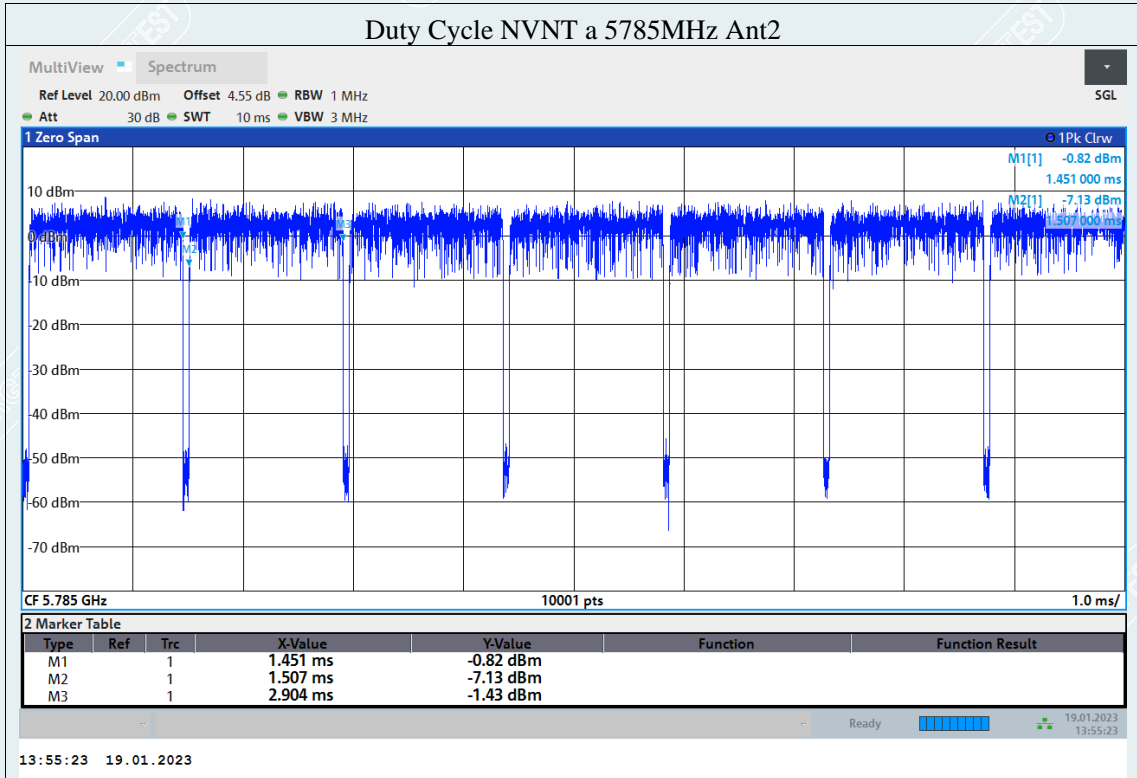 Duty Cycle NVNT a 5785MHz Ant2
MultiView Spectrum
Ref Level 20.00 dBm Offset 4.55 dB RBW 1 MHz SGL
Att 30 dB SWT 10 ms VBW 3 MHz
1 Zero Span 1Pk Clrw
M1[1] -0.82 dBm
1.451 000 ms
M2[1] -7.13 dBm
1.507 000 ms
10 dBm
M1
M3
0 dBm
M2
-10 dBm
-20 dBm
-30 dBm
-40 dBm
-50 dBm
-60 dBm
-70 dBm
CF 5.785 GHz 10001 pts 1.0 ms/
2 Marker Table
Type Ref Trc X-Value Y-Value Function Function Result
M1 1 1.451 ms -0.82 dBm
M2 1 1.507 ms -7.13 dBm
M3 1 2.904 ms -1.43 dBm
Ready 19.01.2023
13:55:23
13:55:23 19.01.2023